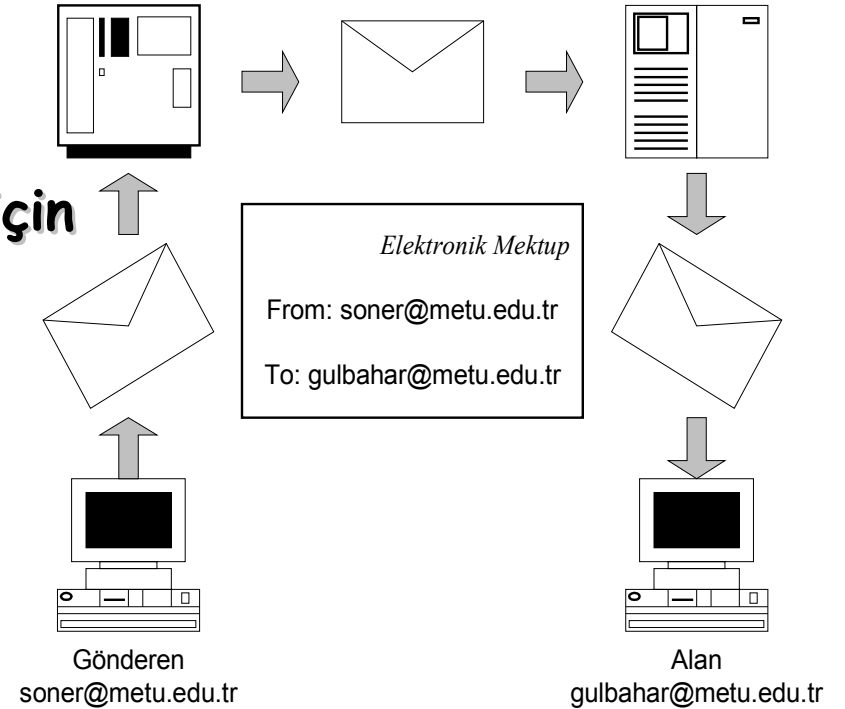 için
Elektronik Mektup
From: soner@metu.edu.tr
To: gulbahar@metu.edu.tr
Gönderen
soner@metu.edu.tr
Alan
gulbahar@metu.edu.tr